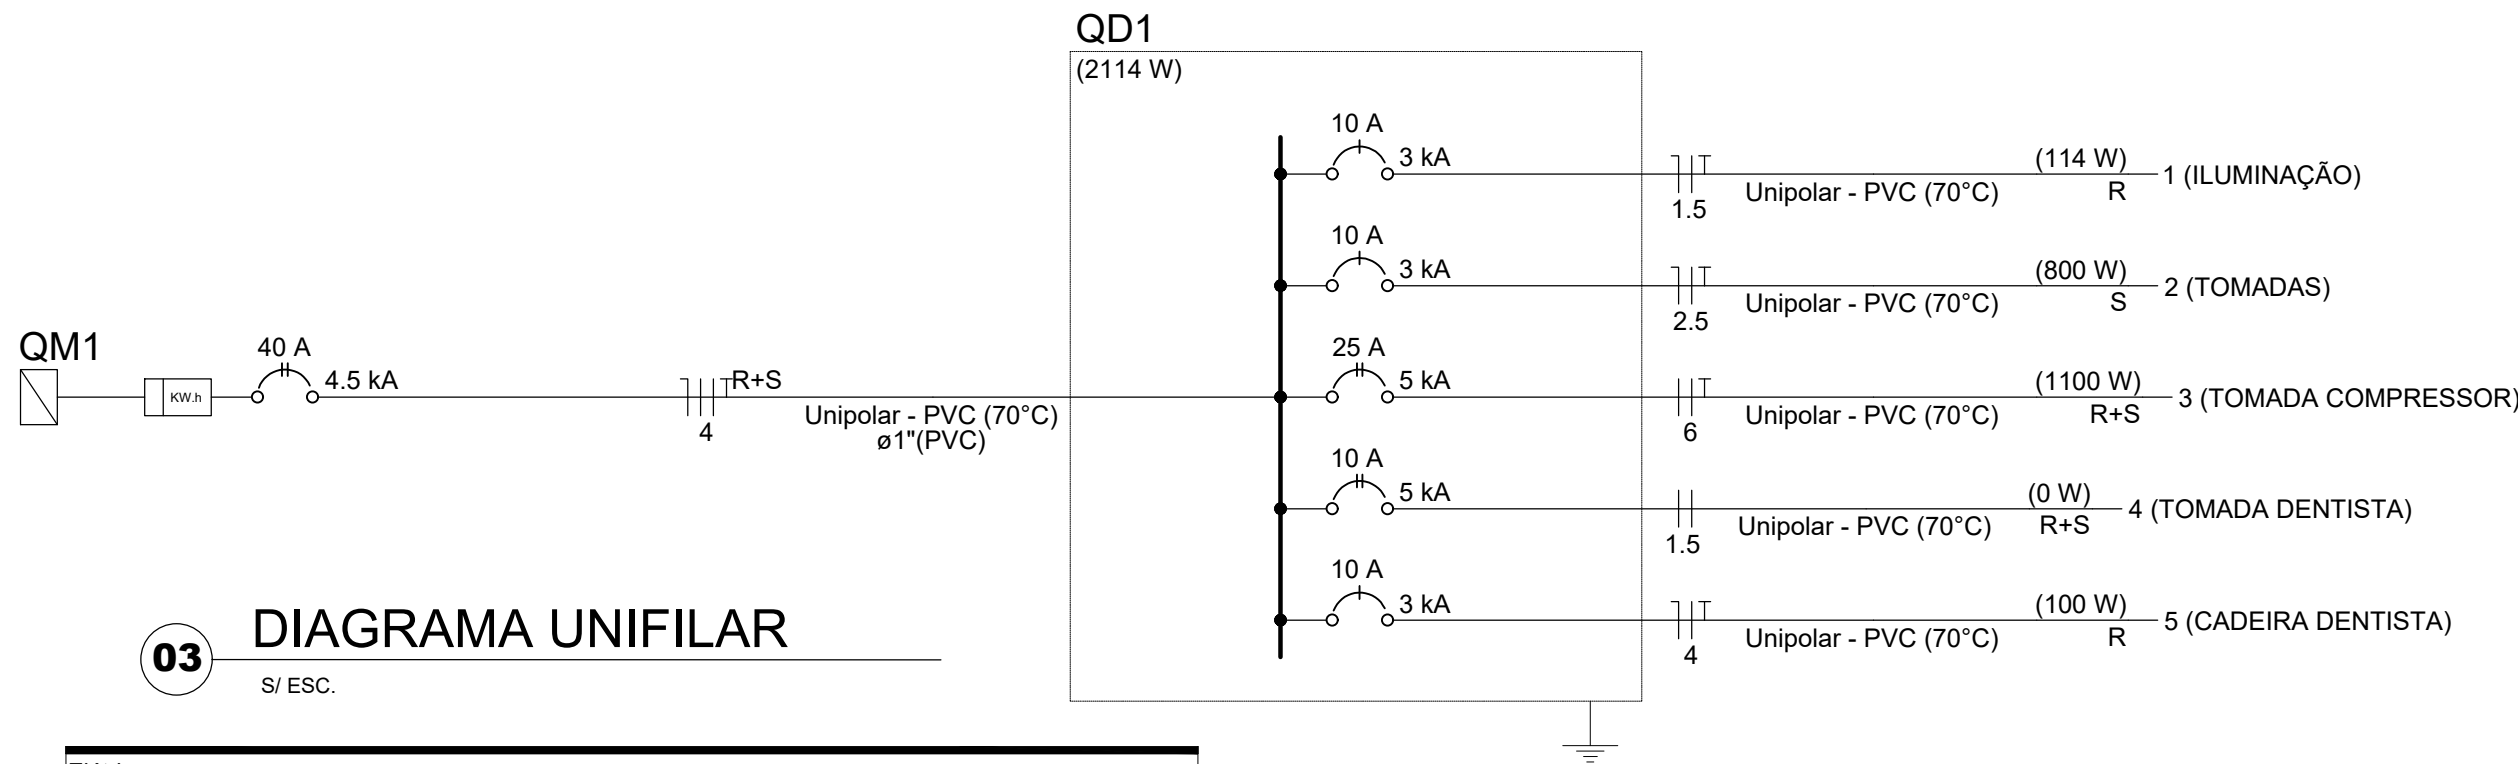 QD1
(2114 W)
10 A
3 kA
1.5
Unipolar - PVC (70°C)
(114 W)
R
1 (ILUMINAÇÃO)
10 A
3 kA
2.5
Unipolar - PVC (70°C)
(800 W)
S
2 (TOMADAS)
QM1
KW.h
40 A
4.5 kA
4
R+S
Unipolar - PVC (70°C)
ø1"(PVC)
25 A
5 kA
6
Unipolar - PVC (70°C)
(1100 W)
R+S
3 (TOMADA COMPRESSOR)
10 A
5 kA
1.5
Unipolar - PVC (70°C)
(0 W)
R+S
4 (TOMADA DENTISTA)
10 A
3 kA
4
Unipolar - PVC (70°C)
(100 W)
R
5 (CADEIRA DENTISTA)
03
DIAGRAMA UNIFILAR
S/ ESC.